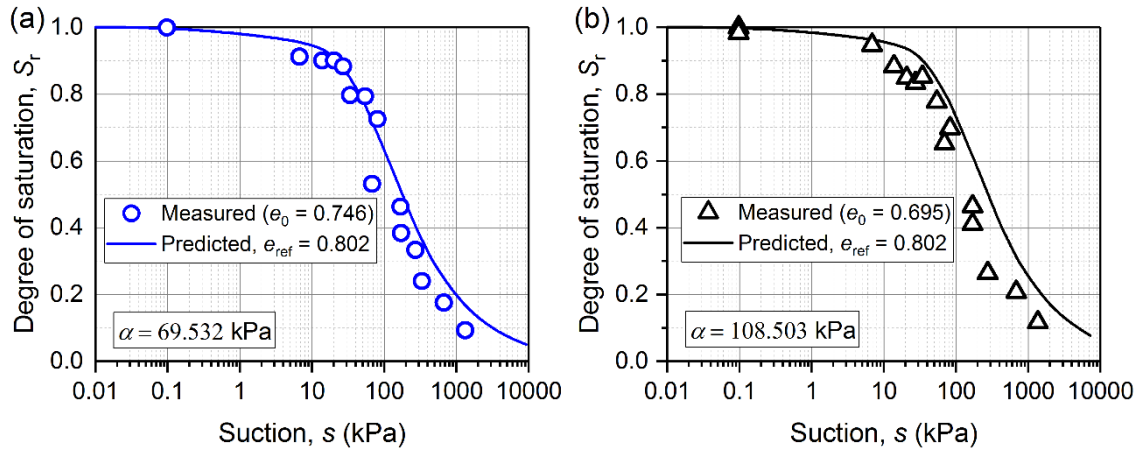 (a)
Degree of saturation, Sr
1.0
0.8
0.6
0.4
0.2
0.0
Measured (e0 = 0.746)
Predicted, eref = 0.802
α = 69.532 kPa
0.01 0.1 1 10 100 1000 10000
Suction, s (kPa)
(b)
Degree of saturation, Sr
1.0
0.8
0.6
0.4
0.2
0.0
Measured (e0 = 0.695)
Predicted, eref = 0.802
α = 108.503 kPa
0.01 0.1 1 10 100 1000 10000
Suction, s (kPa)